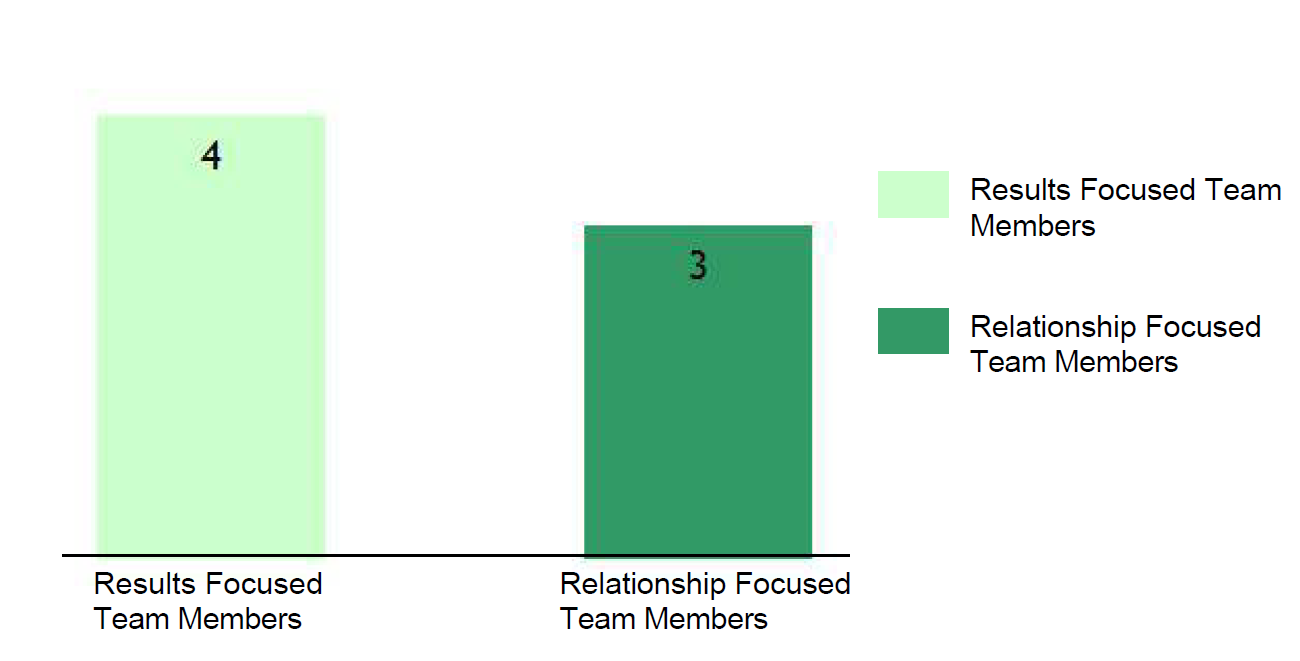 4
3
Results Focused Team
Members
Relationship Focused
Team Members
Results Focused
Team Members
Relationship Focused
Team Members